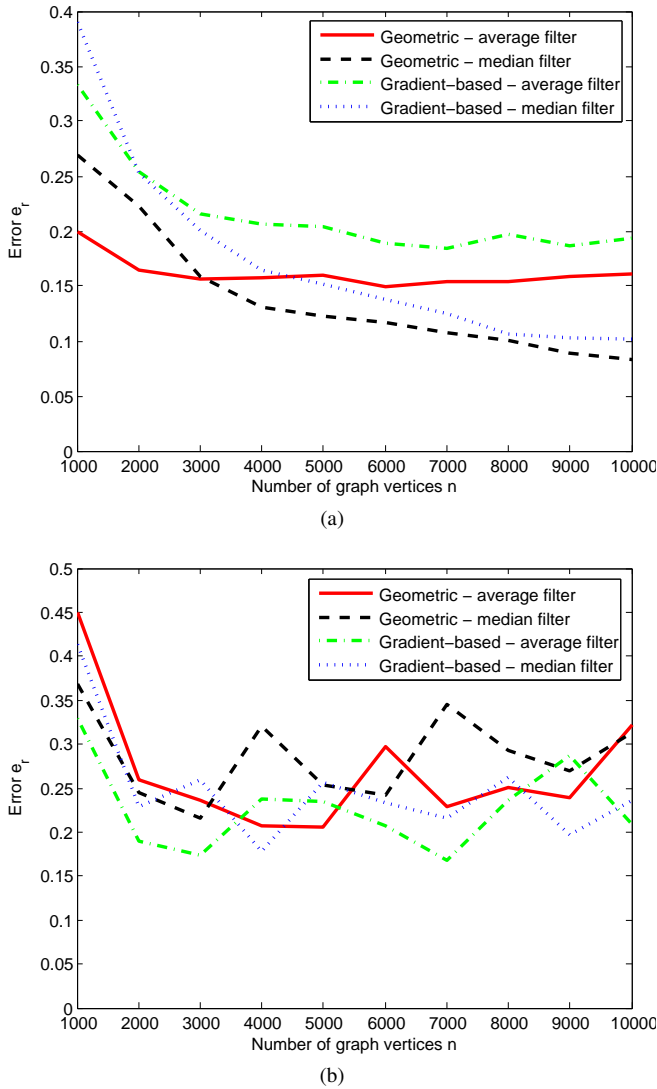 0.4
0.35
0.3
0.25
0.2
0.15
0.1
0.05
0
Error e_r
Geometric − average filter
Geometric − median filter
Gradient−based − average filter
Gradient−based − median filter
1000 2000 3000 4000 5000 6000 7000 8000 9000 10000
Number of graph vertices n
(a)
0.5
0.45
0.4
0.35
0.3
0.25
0.2
0.15
0.1
0.05
0
Error e_r
Geometric − average filter
Geometric − median filter
Gradient−based − average filter
Gradient−based − median filter
1000 2000 3000 4000 5000 6000 7000 8000 9000 10000
Number of graph vertices n
(b)